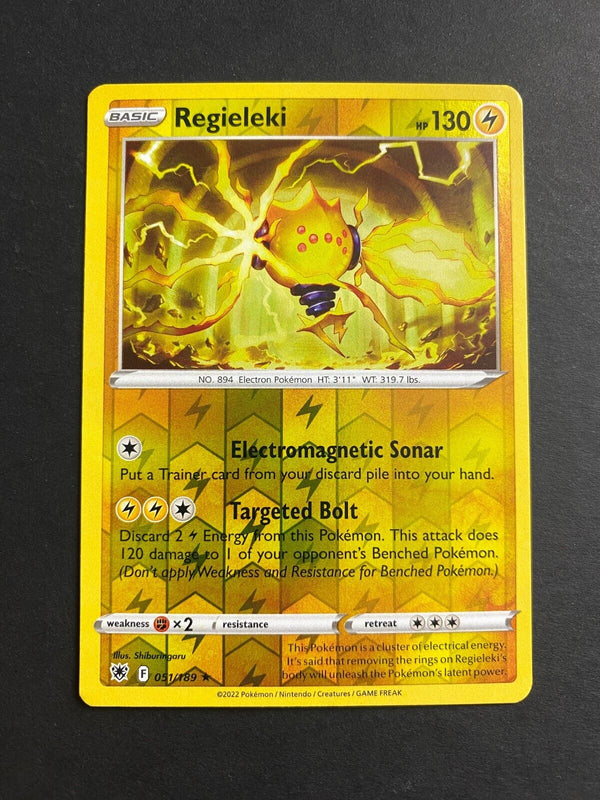 BASIC Regieleki HP 130
NO. 894 Electron Pokémon HT: 3'11" WT: 319.7 lbs.
Electromagnetic Sonar
Put a Trainer card from your discard pile into your hand.
Targeted Bolt
Discard 2 Energy from this Pokémon. This attack does
120 damage to 1 of your opponent's Benched Pokémon.
(Don't apply Weakness and Resistance for Benched Pokémon.)
weakness ×2 resistance retreat
Illus. Shiburingaru
This Pokémon is a cluster of electrical energy.
It's said that removing the rings on Regieleki's
body will unleash the Pokémon's latent power.
F 051/189 ★
©2022 Pokémon / Nintendo / Creatures / GAME FREAK